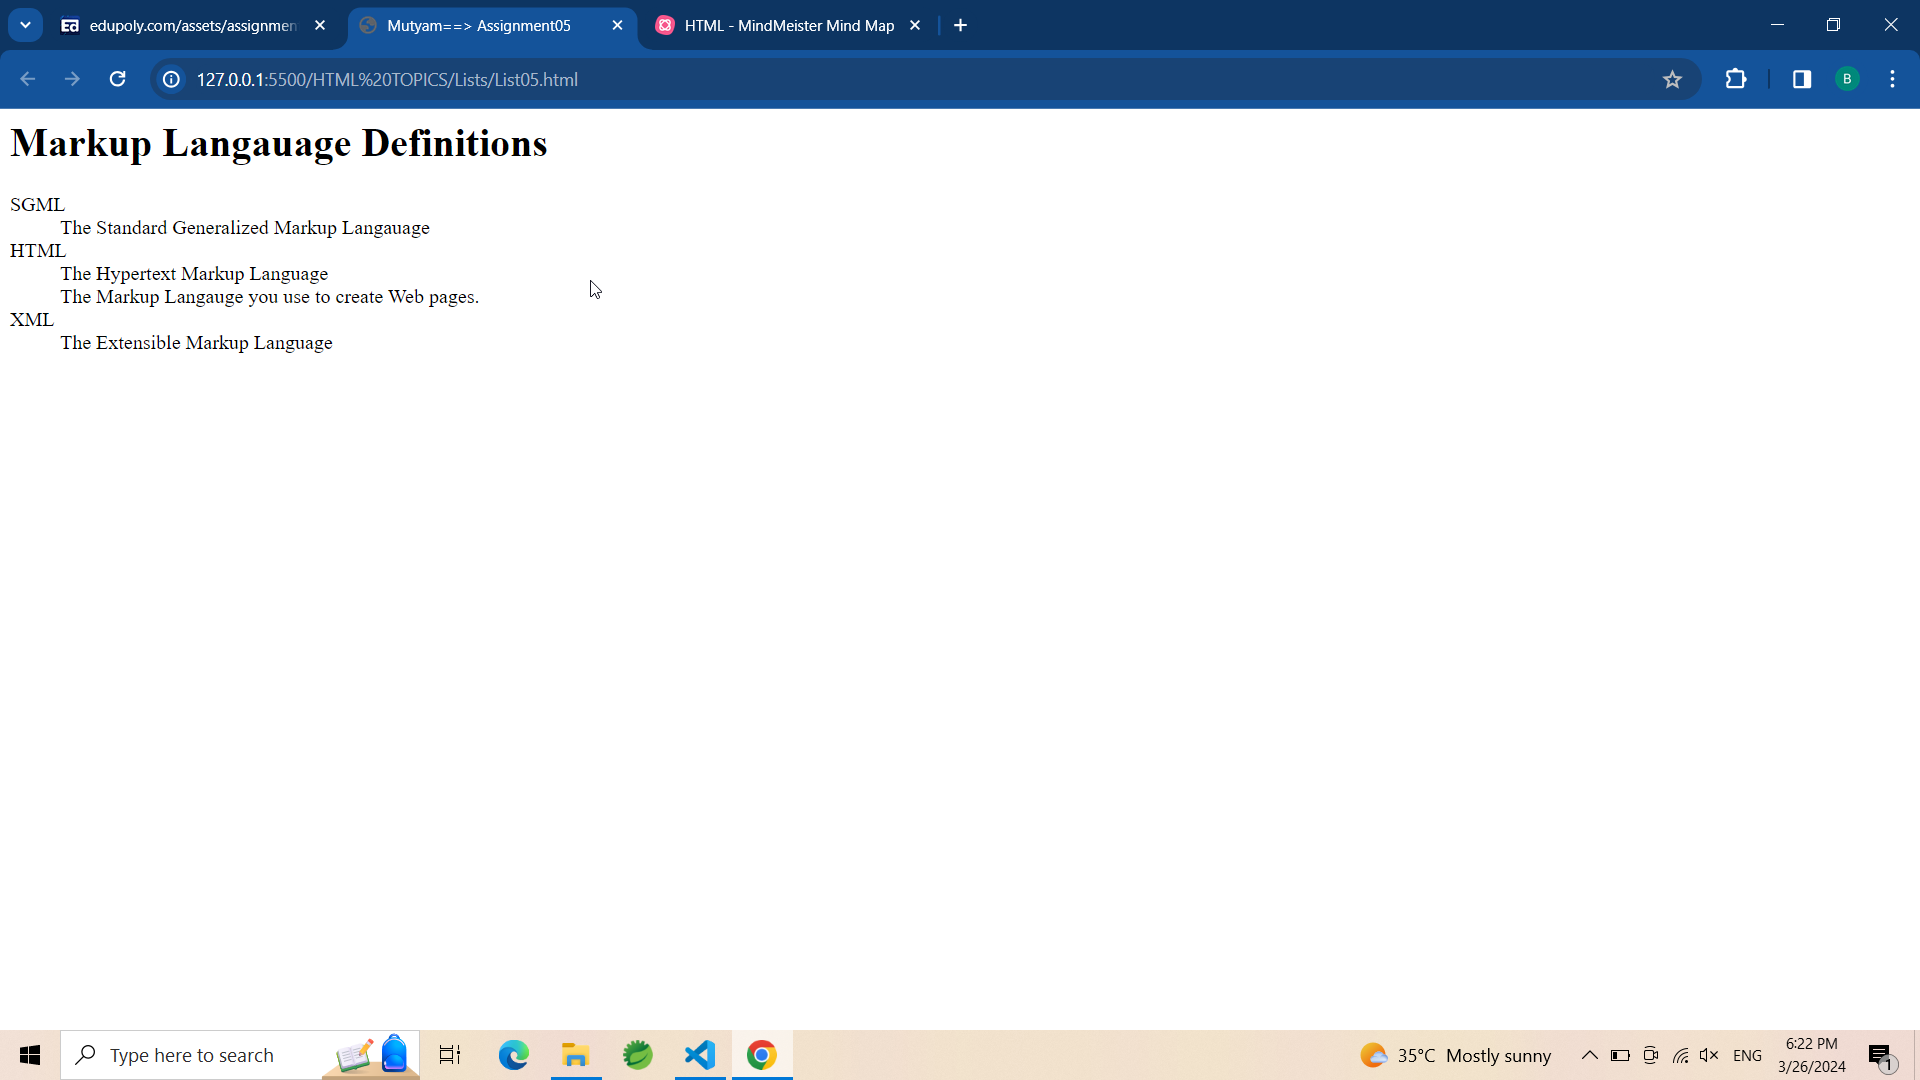 edupoly.com/assets/assignmen
Mutyam==> Assignment05
HTML - MindMeister Mind Map
127.0.0.1:5500/HTML%20TOPICS/Lists/List05.html
B
Markup Langauage Definitions
SGML
The Standard Generalized Markup Langauage
HTML
The Hypertext Markup Language
The Markup Langauge you use to create Web pages.
XML
The Extensible Markup Language
Type here to search
35°C Mostly sunny
ENG
6:22 PM
3/26/2024
1
Ed